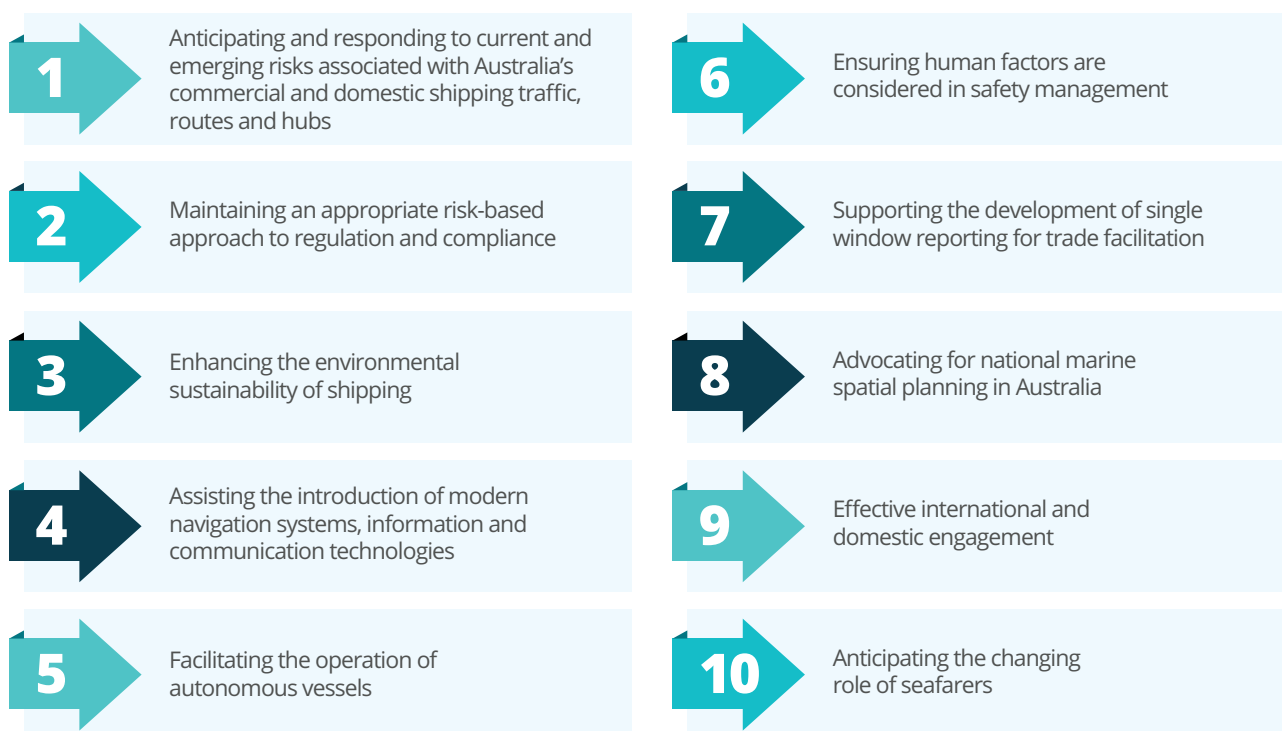 1
Anticipating and responding to current and
emerging risks associated with Australia’s
commercial and domestic shipping traffic,
routes and hubs
2
Maintaining an appropriate risk-based
approach to regulation and compliance
3
Enhancing the environmental
sustainability of shipping
4
Assisting the introduction of modern
navigation systems, information and
communication technologies
5
Facilitating the operation of
autonomous vessels
6
Ensuring human factors are
considered in safety management
7
Supporting the development of single
window reporting for trade facilitation
8
Advocating for national marine
spatial planning in Australia
9
Effective international and
domestic engagement
10
Anticipating the changing
role of seafarers